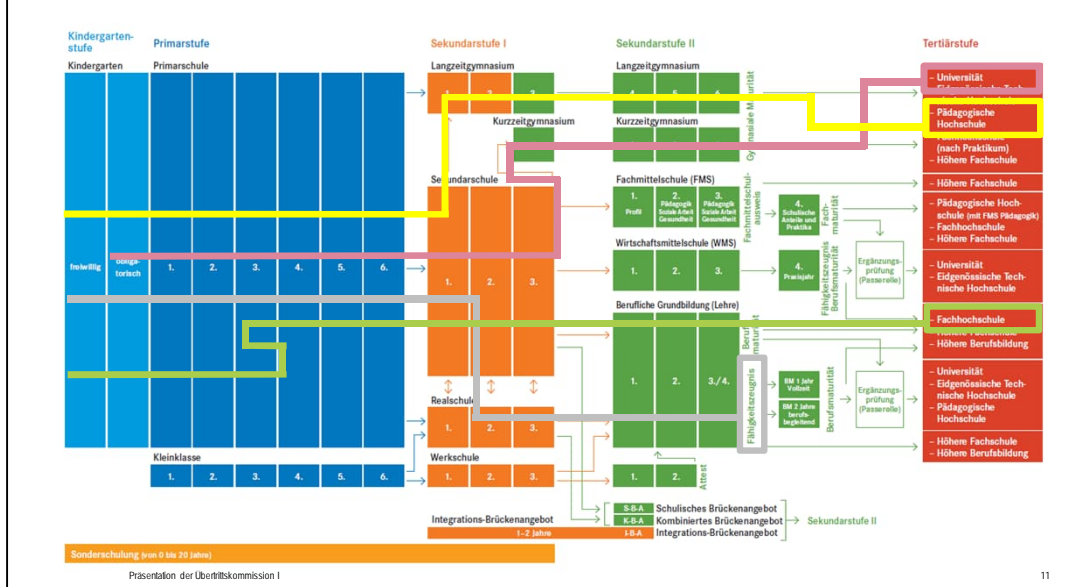 Kindergarten-
stufe
Primarstufe
Sekundarstufe I
Sekundarstufe II
Tertiärstufe
Kindergarten
Primarschule
Langzeitgymnasium
Langzeitgymnasium
1. 2. 3.
4. 5. 6.
Gymnasiale Maturität
– Universität
– Eidgenössische Tech-
– Pädagogische
Hochschule
(nach Praktikum)
– Höhere Fachschule
Kurzzeitgymnasium
Kurzzeitgymnasium
Sekundarschule
1. 2. 3.
Fachmittelschule (FMS)
1.
Profil
2.
Pädagogik
Soziale Arbeit
Gesundheit
3.
Pädagogik
Soziale Arbeit
Gesundheit
Fachmittelschul-
ausweis
4.
Schulische
Anteile und
Praktika
Fach-
maturität
– Höhere Fachschule
– Pädagogische Hoch-
schule (mit FMS Pädagogik)
– Fachhochschule
– Höhere Fachschule
freiwillig
obliga-
torisch
1. 2. 3. 4. 5. 6.
Wirtschaftsmittelschule (WMS)
1. 2. 3.
4.
Praxisjahr
Fähigkeitszeugnis
Berufsmaturität
Ergänzungs-
prüfung
(Passerelle)
– Universität
– Eidgenössische Tech-
nische Hochschule
Berufliche Grundbildung (Lehre)
1. 2. 3./4.
Berufsmaturität
Fähigkeitszeugnis
BM 1 Jahr
Vollzeit
BM 2 Jahre
berufs-
begleitend
Berufsmaturität
Ergänzungs-
prüfung
(Passerelle)
– Fachhochschule
– Höhere Fachschule
– Höhere Berufsbildung
– Universität
– Eidgenössische Tech-
nische Hochschule
– Pädagogische
Hochschule
– Höhere Fachschule
– Höhere Berufsbildung
Realschule
1. 2. 3.
Kleinklasse
1. 2. 3. 4. 5. 6.
Werkschule
1. 2. 3.
1. 2.
Attest
S-B-A Schulisches Brückenangebot
K-B-A Kombiniertes Brückenangebot
Sekundarstufe II
Integrations-Brückenangebot
1–2 Jahre
I-B-A Integrations-Brückenangebot
Sonderschulung (von 0 bis 20 Jahre)
Präsentation der Übertrittskommission I
11